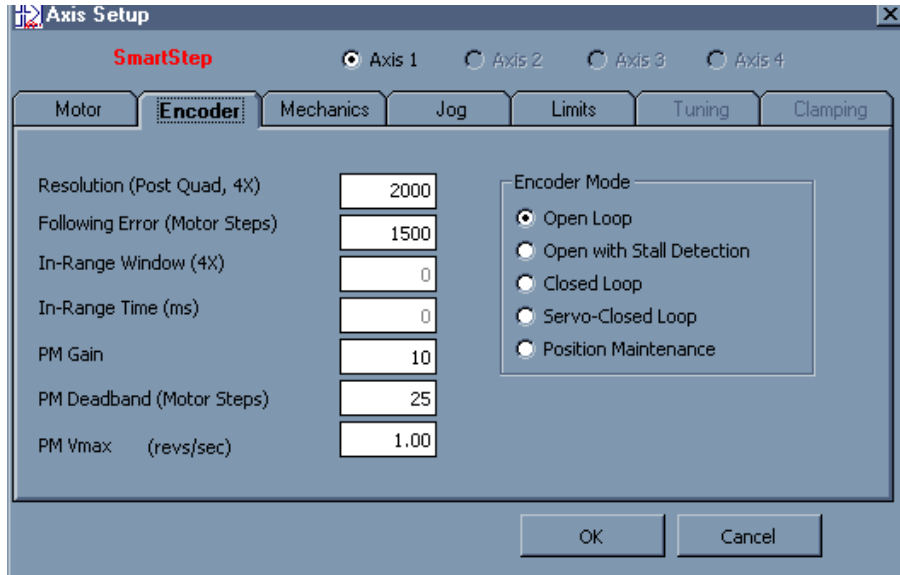 Axis Setup
SmartStep
Axis 1 Axis 2 Axis 3 Axis 4
Motor Encoder Mechanics Jog Limits Tuning Clamping
Resolution (Post Quad, 4X) 2000
Following Error (Motor Steps) 1500
In-Range Window (4X) 0
In-Range Time (ms) 0
PM Gain 10
PM Deadband (Motor Steps) 25
PM Vmax (revs/sec) 1.00
Encoder Mode
Open Loop
Open with Stall Detection
Closed Loop
Servo-Closed Loop
Position Maintenance
OK Cancel